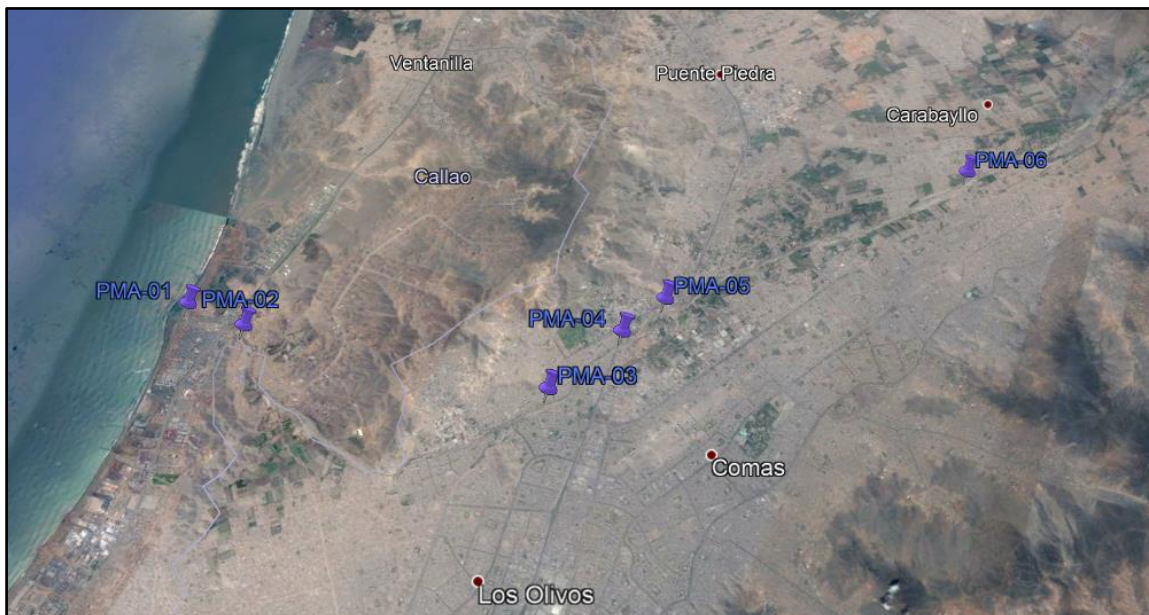 Ventanilla
Puente Piedra
Carabayllo
PMA-06
Callao
PMA-01
PMA-02
PMA-05
PMA-04
PMA-03
Comas
Los Olivos